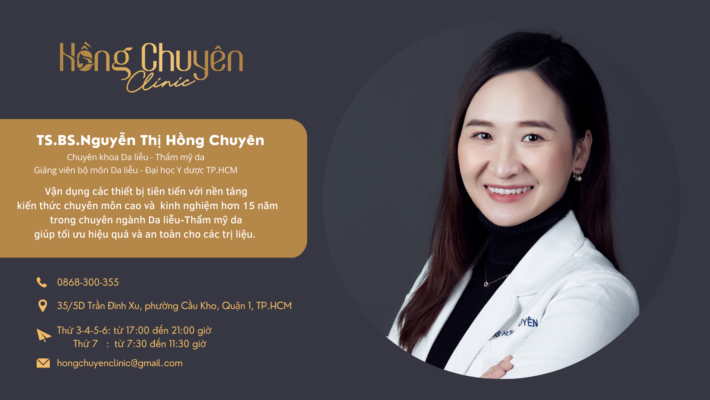 Hồng Chuyên
Clinic
TS.BS.Nguyễn Thị Hồng Chuyên
Chuyên khoa Da liễu - Thẩm mỹ da
Giảng viên bộ môn Da liễu - Đại học Y dược TP.HCM
Vận dụng các thiết bị tiên tiến với nền tảng
kiến thức chuyên môn cao và kinh nghiệm hơn 15 năm
trong chuyên ngành Da liễu-Thẩm mỹ da
giúp tối ưu hiệu quả và an toàn cho các trị liệu.
0868-300-355
35/5D Trần Đình Xu, phường Cầu Kho, Quận 1, TP.HCM
Thứ 3-4-5-6: từ 17:00 đến 21:00 giờ
Thứ 7 : từ 7:30 đến 11:30 giờ
hongchuyenclinic@gmail.com